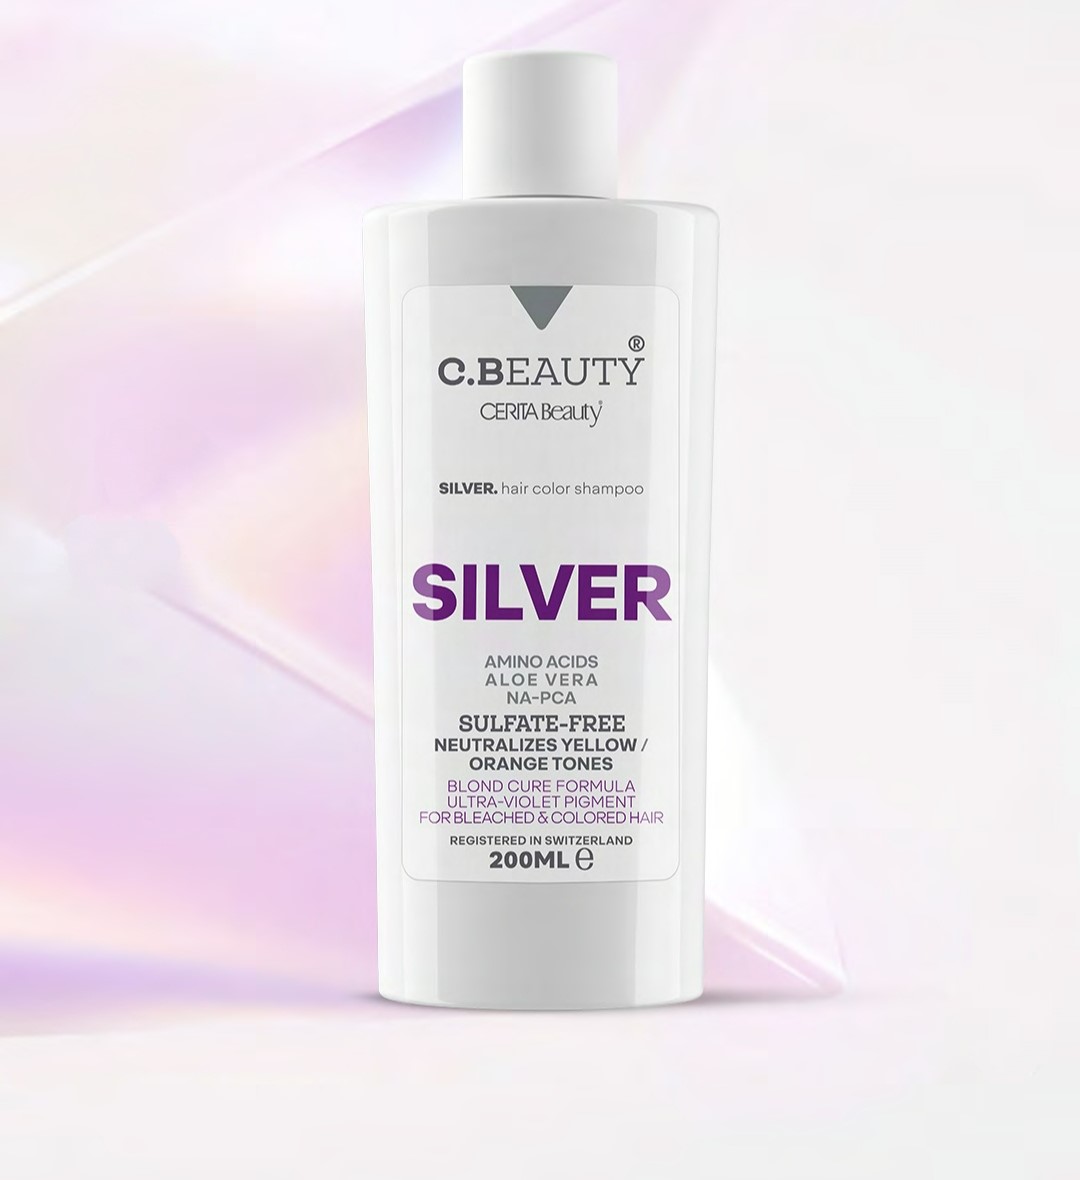 C.BEAUTY®
CERITA Beauty®
SILVER. hair color shampoo
SILVER
AMINO ACIDS
ALOE VERA
NA-PCA
SULFATE-FREE
NEUTRALIZES YELLOW /
ORANGE TONES
BLOND CURE FORMULA
ULTRA-VIOLET PIGMENT
FOR BLEACHED & COLORED HAIR
REGISTERED IN SWITZERLAND
200ML ℮